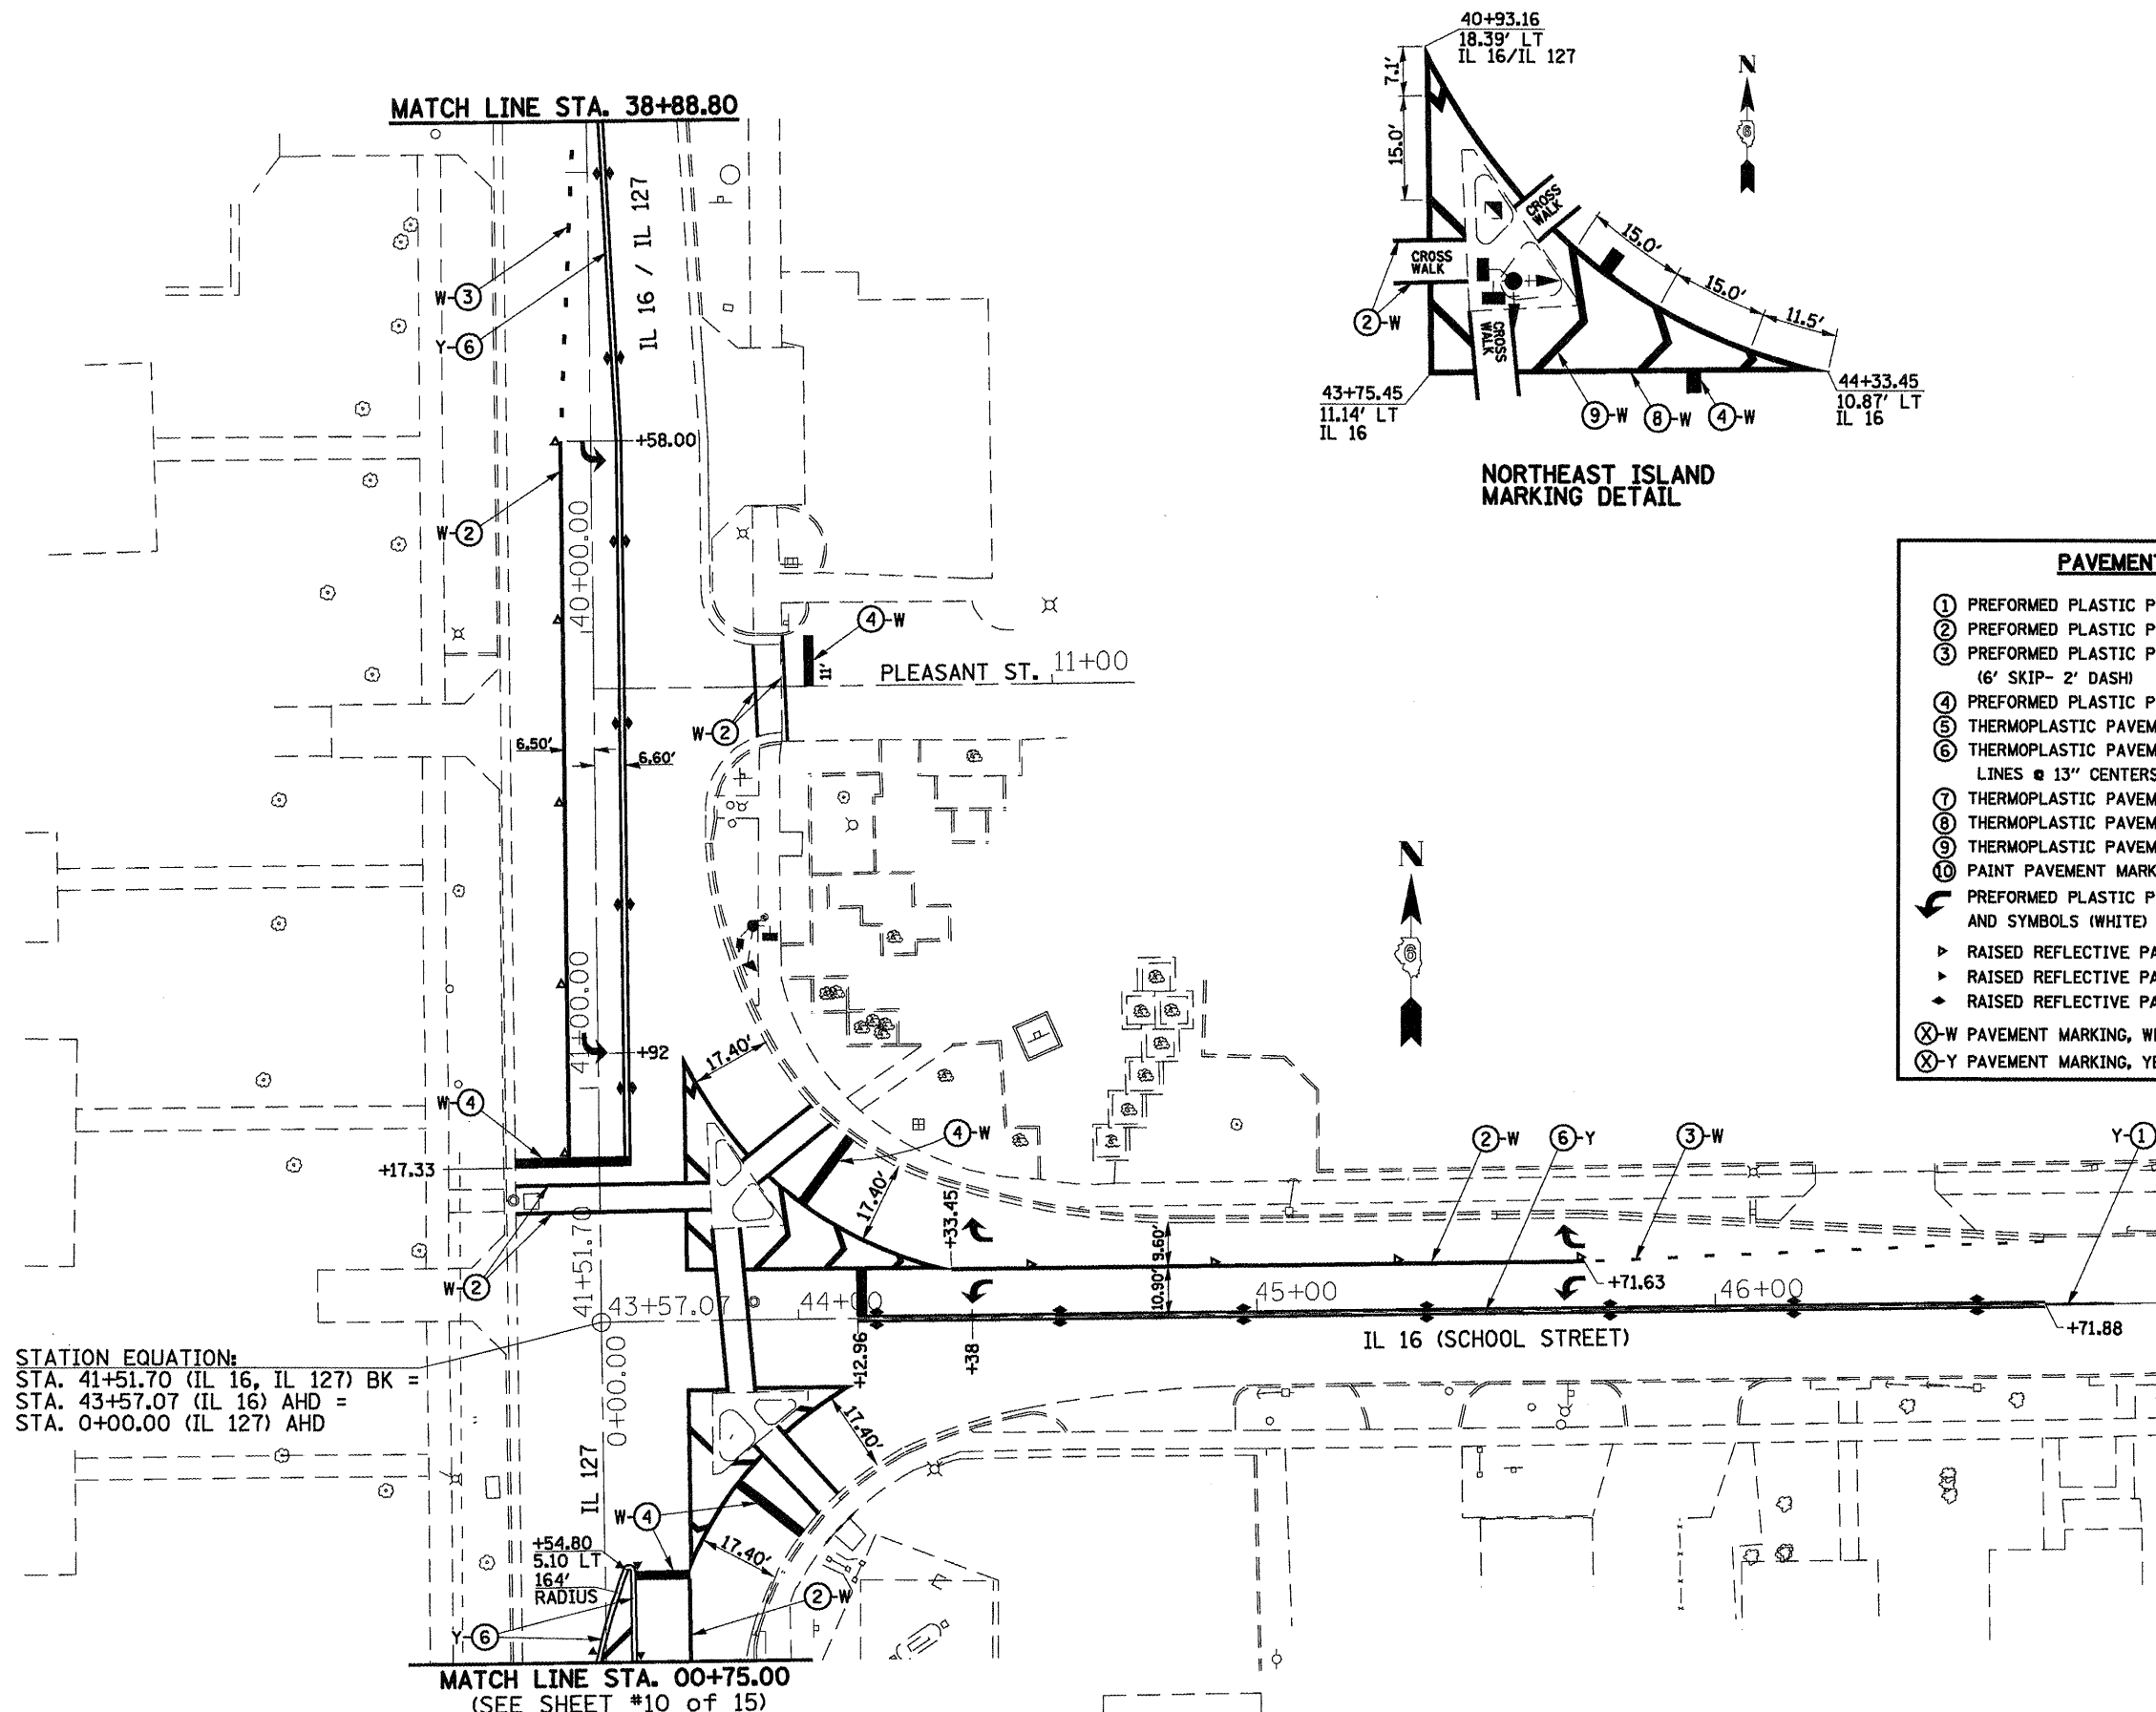 40+93.16
18.39' LT
IL 16/IL 127
7.1'
15.0'
N
6
CROSS
WALK
15.0'
15.0'
11.5'
CROSS
WALK
CROSS
WALK
②-W
43+75.45
11.14' LT
IL 16
⑨-W
⑧-W
④-W
44+33.45
10.87' LT
IL 16
NORTHEAST ISLAND
MARKING DETAIL
MATCH LINE STA. 38+88.80
IL 16 / IL 127
W-③
Y-⑥
+58.00
W-②
40+00.00
④-W
11'
PLEASANT ST.
11+00
W-②
6.50'
6.60'
41+00.00
+92
17.40'
W-④
+17.33
④-W
17.40'
+33.45
W-②
41+51.70
43+57.07
44+00
0+00.00
+12.96
+38
9.60'
10.90'
②-W
⑥-Y
③-W
Y-①
+71.63
45+00
46+00
+71.88
IL 16 (SCHOOL STREET)
N
6
STATION EQUATION:
STA. 41+51.70 (IL 16, IL 127) BK =
STA. 43+57.07 (IL 16) AHD =
STA. 0+00.00 (IL 127) AHD
IL 127
17.40'
W-④
+54.80
5.10 LT
164'
RADIUS
17.40'
②-W
Y-⑥
MATCH LINE STA. 00+75.00
(SEE SHEET #10 of 15)
PAVEMEN
① PREFORMED PLASTIC P
② PREFORMED PLASTIC P
③ PREFORMED PLASTIC P
(6' SKIP- 2' DASH)
④ PREFORMED PLASTIC P
⑤ THERMOPLASTIC PAVEM
⑥ THERMOPLASTIC PAVEM
LINES @ 13" CENTERS
⑦ THERMOPLASTIC PAVEM
⑧ THERMOPLASTIC PAVEM
⑨ THERMOPLASTIC PAVEM
⑩ PAINT PAVEMENT MARK
PREFORMED PLASTIC P
AND SYMBOLS (WHITE)
RAISED REFLECTIVE PA
RAISED REFLECTIVE PA
RAISED REFLECTIVE PA
Ⓧ-W PAVEMENT MARKING, W
Ⓧ-Y PAVEMENT MARKING, YE